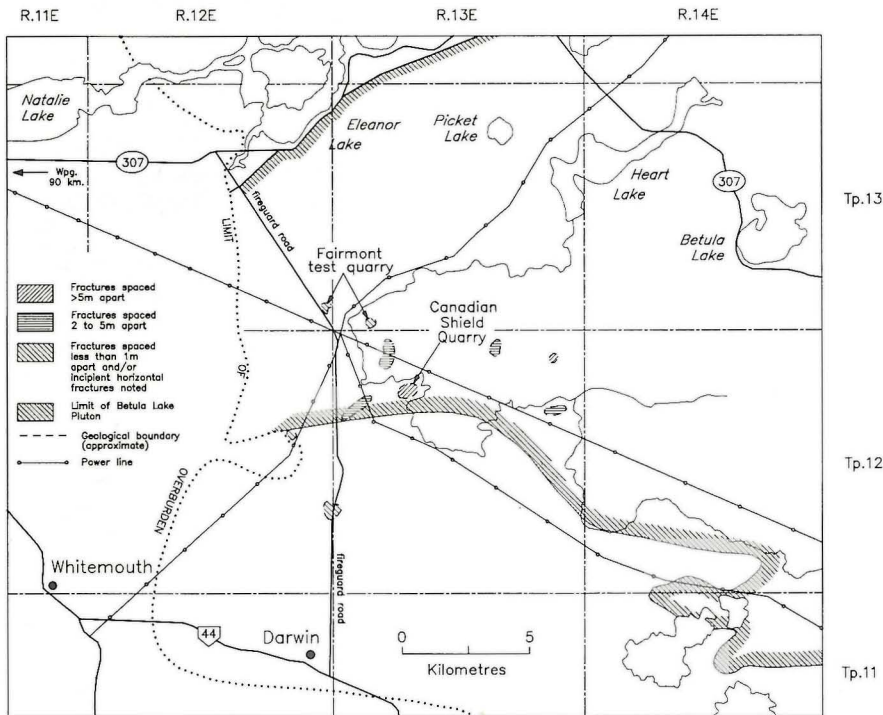 R.11E
R.12E
R.13E
R.14E
Natalie
Lake
Eleanor
Lake
Picket
Lake
307
Wpg.
90 km.
fireguard road
Heart
Lake
307
Tp.13
Betula
Lake
LIMIT
OF
OVERBURDEN
Fairmont
test quarry
Canadian
Shield
Quarry
Fractures spaced
>5m apart
Fractures spaced
2 to 5m apart
Fractures spaced
less than 1m
apart and/or
incipient horizontal
fractures noted
Limit of Betula Lake
Pluton
Geological boundary
(approximate)
Power line
Tp.12
Whitemouth
fireguard road
44
Darwin
0 5
Kilometres
Tp.11